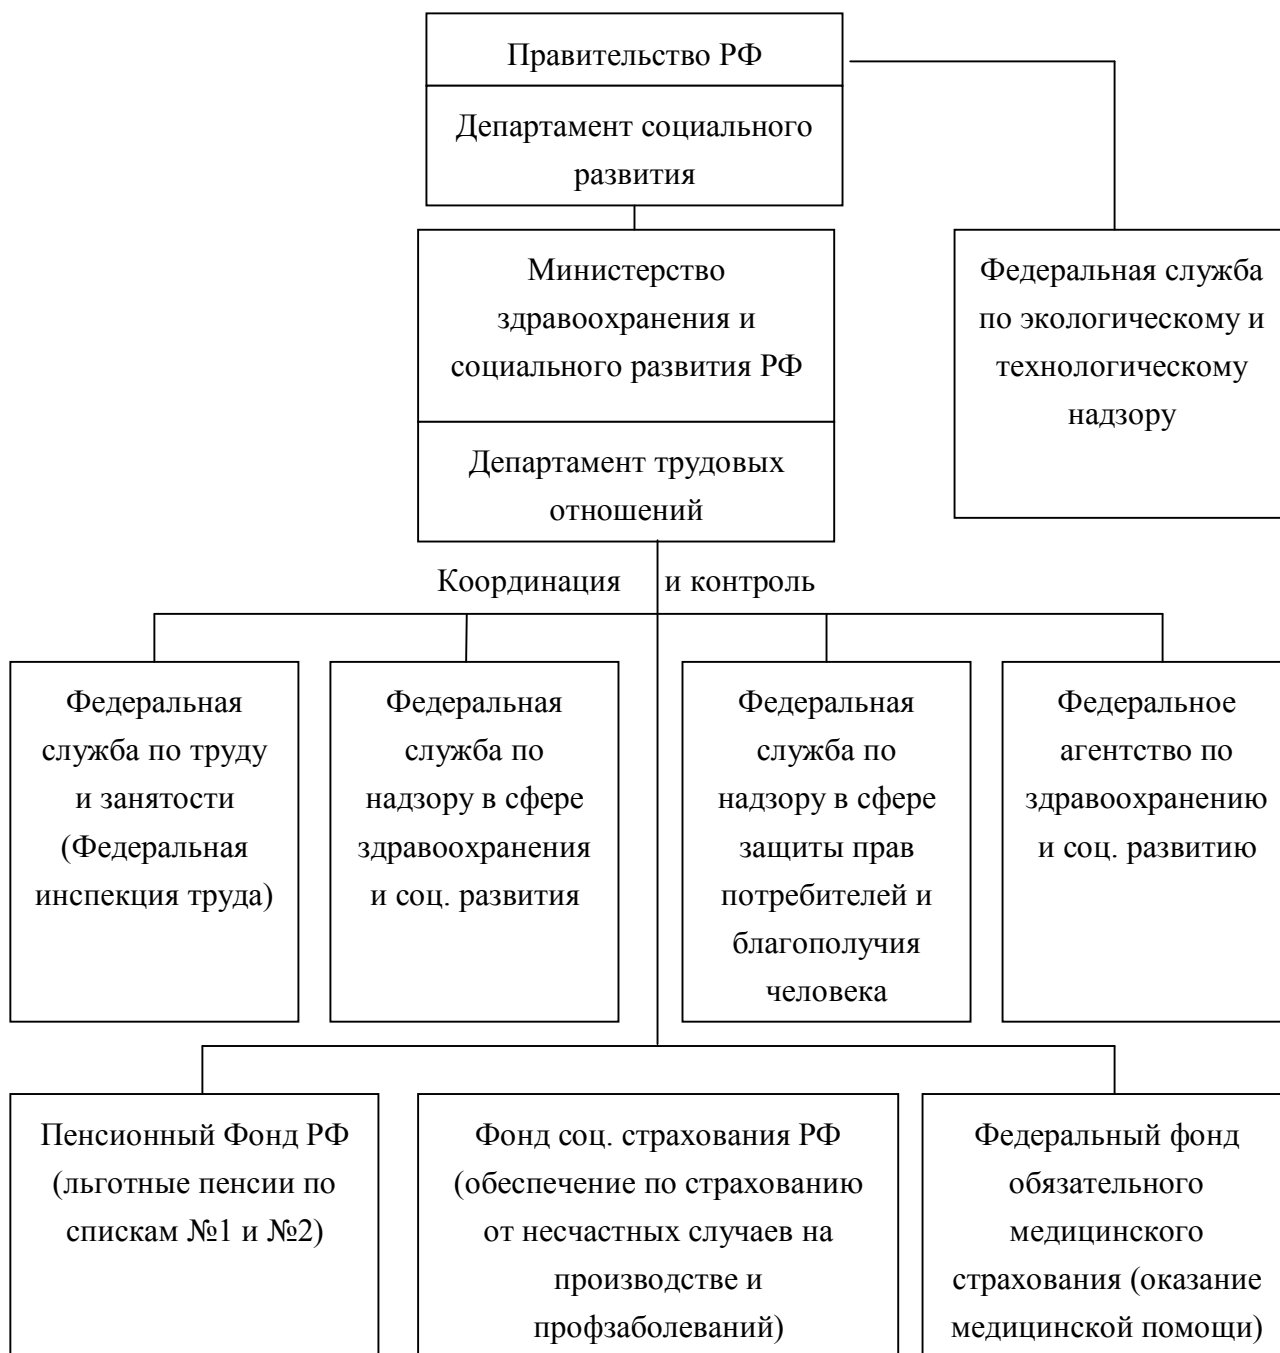 Правительство РФ
Департамент социального
развития
Министерство
здравоохранения и
социального развития РФ
Департамент трудовых
отношений
Федеральная служба
по экологическому и
технологическому
надзору
Координация и контроль
Федеральная
служба по труду
и занятости
(Федеральная
инспекция труда)
Федеральная
служба по
надзору в сфере
здравоохранения
и соц. развития
Федеральная
служба по
надзору в сфере
защиты прав
потребителей и
благополучия
человека
Федеральное
агентство по
здравоохранению
и соц. развитию
Пенсионный Фонд РФ
(льготные пенсии по
спискам №1 и №2)
Фонд соц. страхования РФ
(обеспечение по страхованию
от несчастных случаев на
производстве и
профзаболеваний)
Федеральный фонд
обязательного
медицинского
страхования (оказание
медицинской помощи)